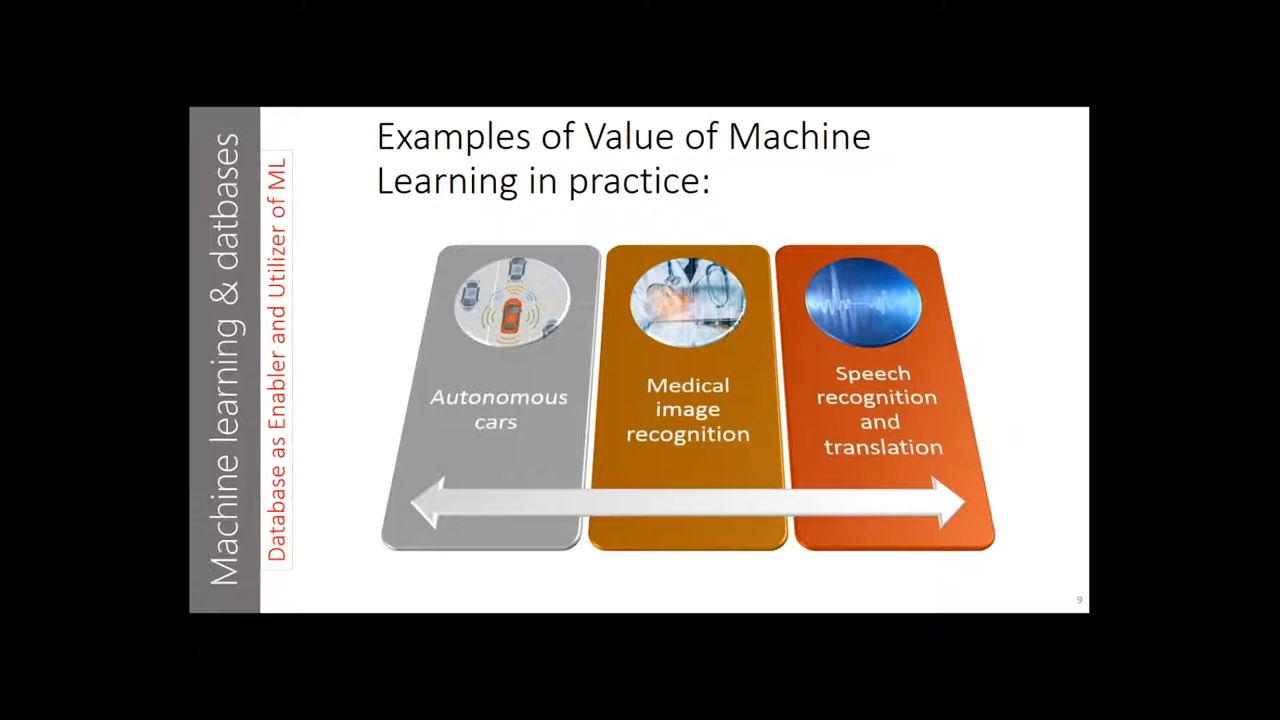 Machine learning & datbases
Database as Enabler and Utilizer of ML
Examples of Value of Machine
Learning in practice:
Autonomous
cars
Medical
image
recognition
Speech
recognition
and
translation
9